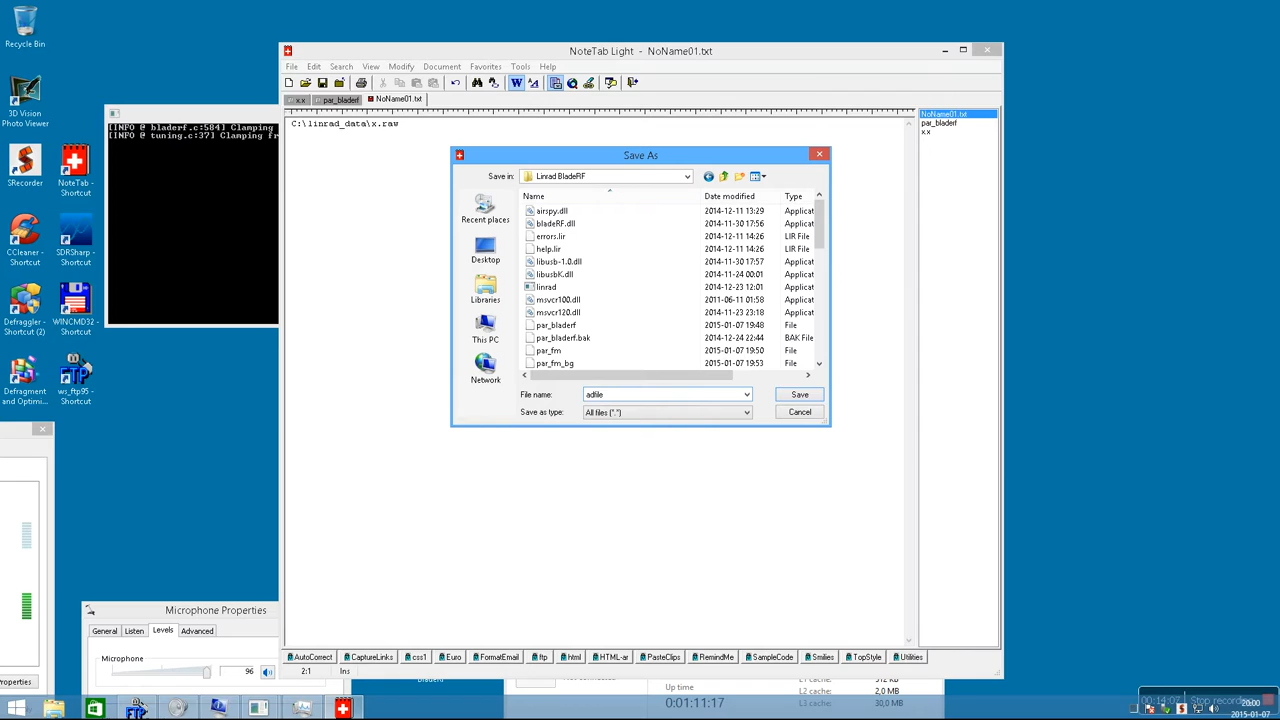 Recycle Bin
3D Vision
Photo Viewer
SRecorder
NoteTab -
Shortcut
CCleaner -
Shortcut
SDRSharp -
Shortcut
Defraggler -
Shortcut (2)
WINCMD32 -
Shortcut
Defragment
and Optimi...
ws_ftp95 -
Shortcut
[INFO @ bladerf.c:584] Clamping
[INFO @ tuning.c:37] Clamping fr
NoteTab Light - NoName01.txt
File Edit Search View Modify Document Favorites Tools Help
x.x par_bladerf NoName01.txt
C:\linrad_data\x.raw
NoName01.txt
par_bladerf
x.x
Save As
Save in: Linrad BladeRF
Recent places
Desktop
Libraries
This PC
Network
Name Date modified Type
airspy.dll 2014-12-11 13:29 Applicat
bladeRF.dll 2014-11-30 17:56 Applicat
errors.lir 2014-12-11 14:26 LIR File
help.lir 2014-12-11 14:26 LIR File
libusb-1.0.dll 2014-11-30 17:57 Applicat
libusbK.dll 2014-11-24 00:01 Applicat
linrad 2014-12-23 12:01 Applicat
msvcr100.dll 2011-06-11 01:58 Applicat
msvcr120.dll 2014-11-23 23:18 Applicat
par_bladerf 2015-01-07 19:48 File
par_bladerf.bak 2014-12-24 22:44 BAK File
par_fm 2015-01-07 19:50 File
par_fm_bg 2015-01-07 19:53 File
File name: adfile Save
Save as type: All files (*.*) Cancel
Microphone Properties
General Listen Levels Advanced
Microphone
96
roperties
AutoCorrect CaptureLinks css1 Euro FormatEmail ftp html HTML-ar PasteClips RemindMe SampleCode Smilies TopStyle Utilities
2:1 Ins
Up time
0:01:11:17
L2 cache: 2,0 MB
L3 cache: 30,0 MB
00:14:07 Stop recording
20:00
2015-01-07